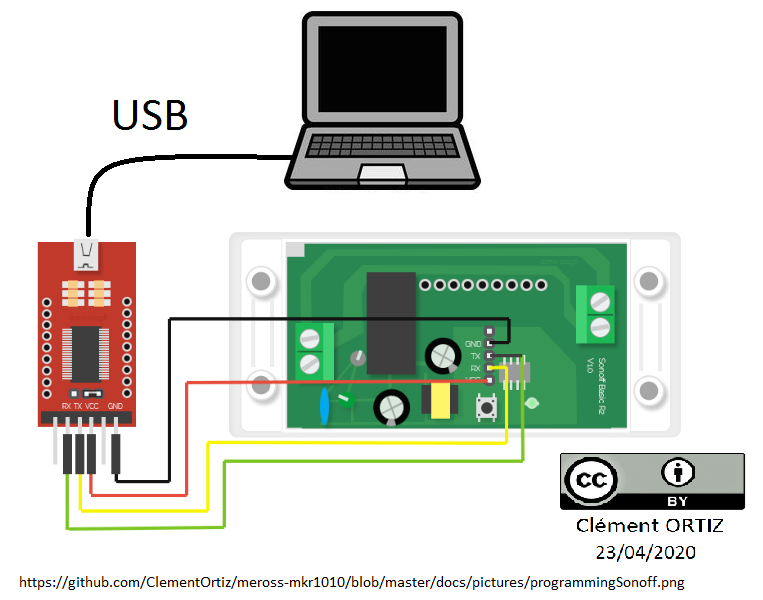 USB
RX TX VCC GND
GND
TX
RX
VCC
Sonoff Basic R2
V1.0
cc
BY
Clément ORTIZ
23/04/2020
https://github.com/ClementOrtiz/meross-mkr1010/blob/master/docs/pictures/programmingSonoff.png